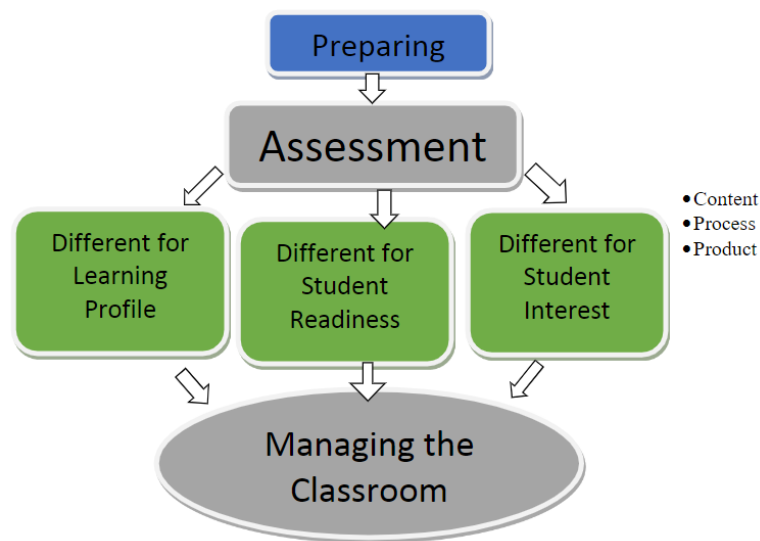 Preparing
Assessment
Different for
Learning
Profile
Different for
Student
Readiness
Different for
Student
Interest
•Content
•Process
•Product
Managing the
Classroom